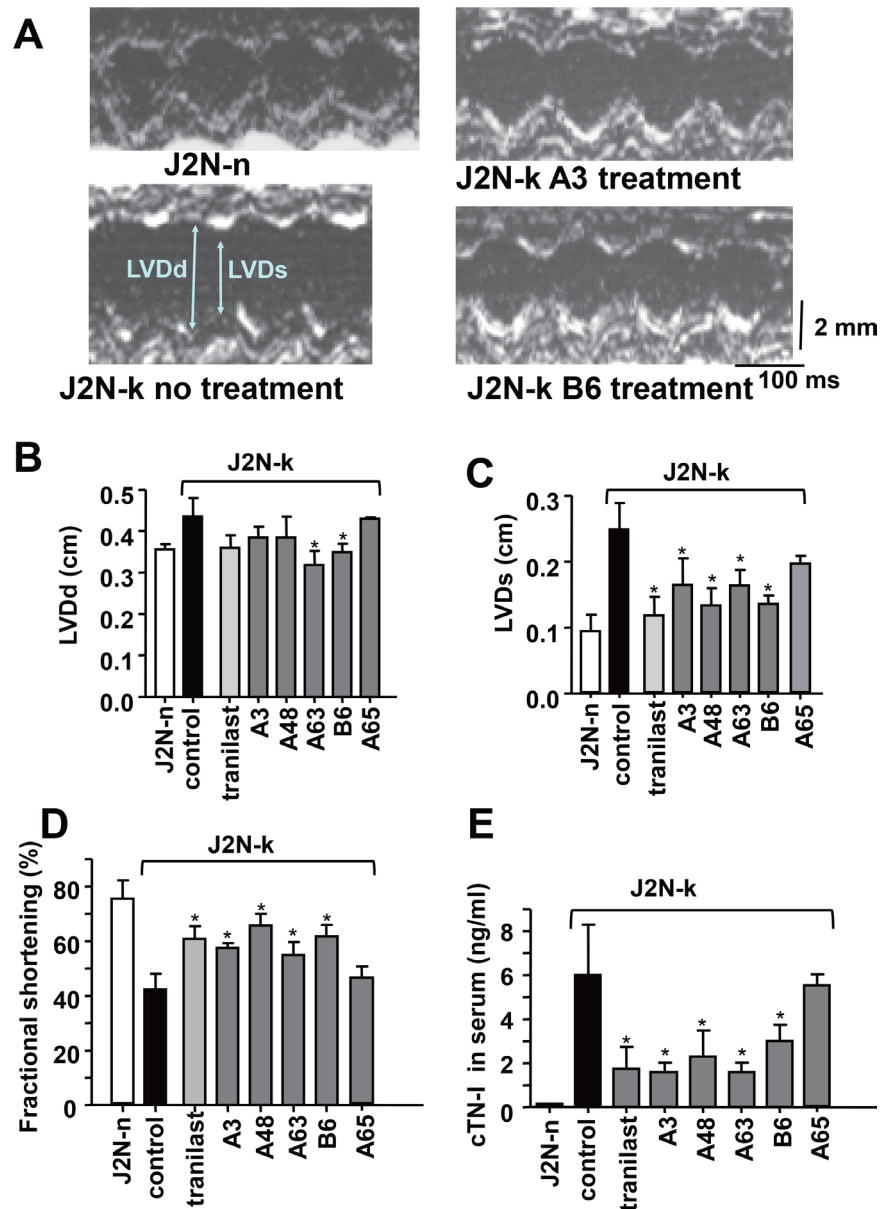 A
J2N-n
J2N-k A3 treatment
LVDd
LVDs
J2N-k no treatment
2 mm
100 ms
J2N-k B6 treatment
B
J2N-k
LVDd (cm)
0.5
0.4
0.3
0.2
0.1
0.0
* *
J2N-n
control
tranilast
A3
A48
A63
B6
A65
C
J2N-k
LVDs (cm)
0.3
0.2
0.1
0.0
* * * * *
J2N-n
control
tranilast
A3
A48
A63
B6
A65
D
J2N-k
Fractional shortening (%)
80
60
40
20
0
* * * * *
J2N-n
control
tranilast
A3
A48
A63
B6
A65
E
J2N-k
cTN-I in serum (ng/ml)
8
6
4
2
0
* * * * *
J2N-n
control
tranilast
A3
A48
A63
B6
A65